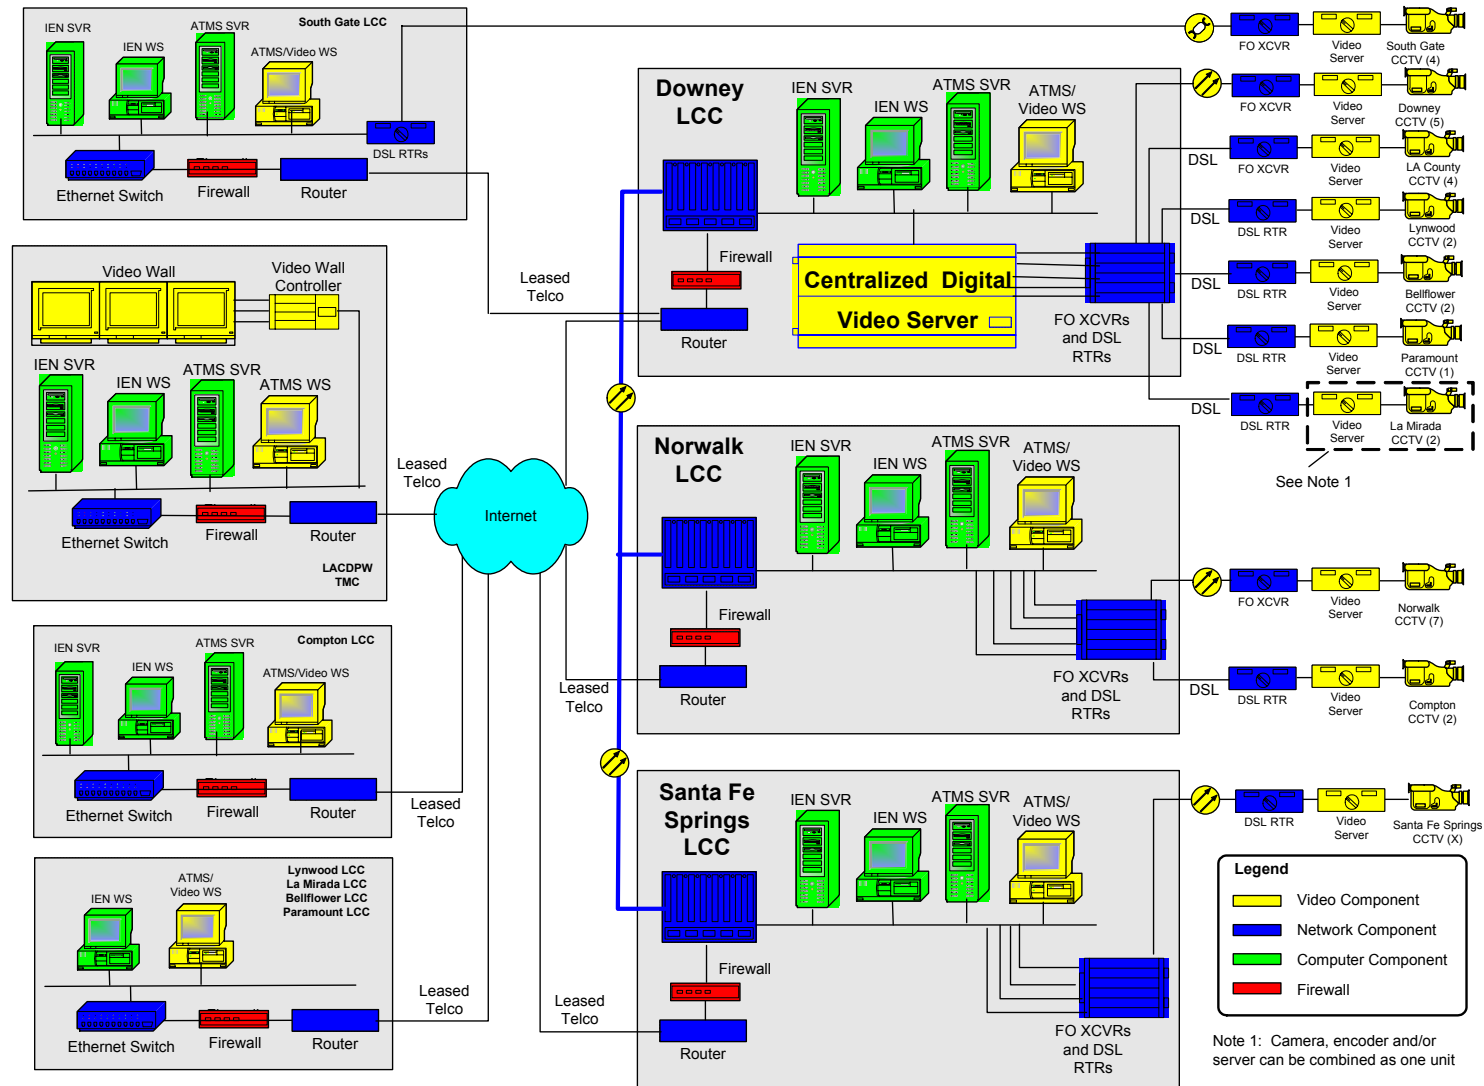 South Gate LCC
IEN SVR
IEN WS
ATMS SVR
ATMS/Video WS
DSL RTRs
Ethernet Switch
Firewall
Router
Video Wall
Video Wall
Controller
IEN SVR
IEN WS
ATMS SVR
ATMS WS
Ethernet Switch
Firewall
Router
LACDPW
TMC
Leased
Telco
Compton LCC
IEN SVR
IEN WS
ATMS SVR
ATMS/Video WS
Ethernet Switch
Firewall
Router
Leased
Telco
Lynwood LCC
La Mirada LCC
Bellflower LCC
Paramount LCC
IEN WS
ATMS/
Video WS
Ethernet Switch
Firewall
Router
Leased
Telco
Internet
Leased
Telco
Leased
Telco
Leased
Telco
Downey
LCC
IEN SVR
IEN WS
ATMS SVR
ATMS/
Video WS
Firewall
Router
Centralized Digital
Video Server
FO XCVRs
and DSL
RTRs
Norwalk
LCC
IEN SVR
IEN WS
ATMS SVR
ATMS/
Video WS
Firewall
Router
FO XCVRs
and DSL
RTRs
Santa Fe
Springs
LCC
IEN SVR
IEN WS
ATMS SVR
ATMS/
Video WS
Firewall
Router
FO XCVRs
and DSL
RTRs
FO XCVR
Video
Server
South Gate
CCTV (4)
FO XCVR
Video
Server
Downey
CCTV (5)
DSL
FO XCVR
Video
Server
LA County
CCTV (4)
DSL
DSL RTR
Video
Server
Lynwood
CCTV (2)
DSL
DSL RTR
Video
Server
Bellflower
CCTV (2)
DSL
DSL RTR
Video
Server
Paramount
CCTV (1)
DSL
DSL RTR
Video
Server
La Mirada
CCTV (2)
See Note 1
FO XCVR
Video
Server
Norwalk
CCTV (7)
DSL
DSL RTR
Video
Server
Compton
CCTV (2)
DSL RTR
Video
Server
Santa Fe Springs
CCTV (X)
Legend
Video Component
Network Component
Computer Component
Firewall
Note 1: Camera, encoder and/or
server can be combined as one unit